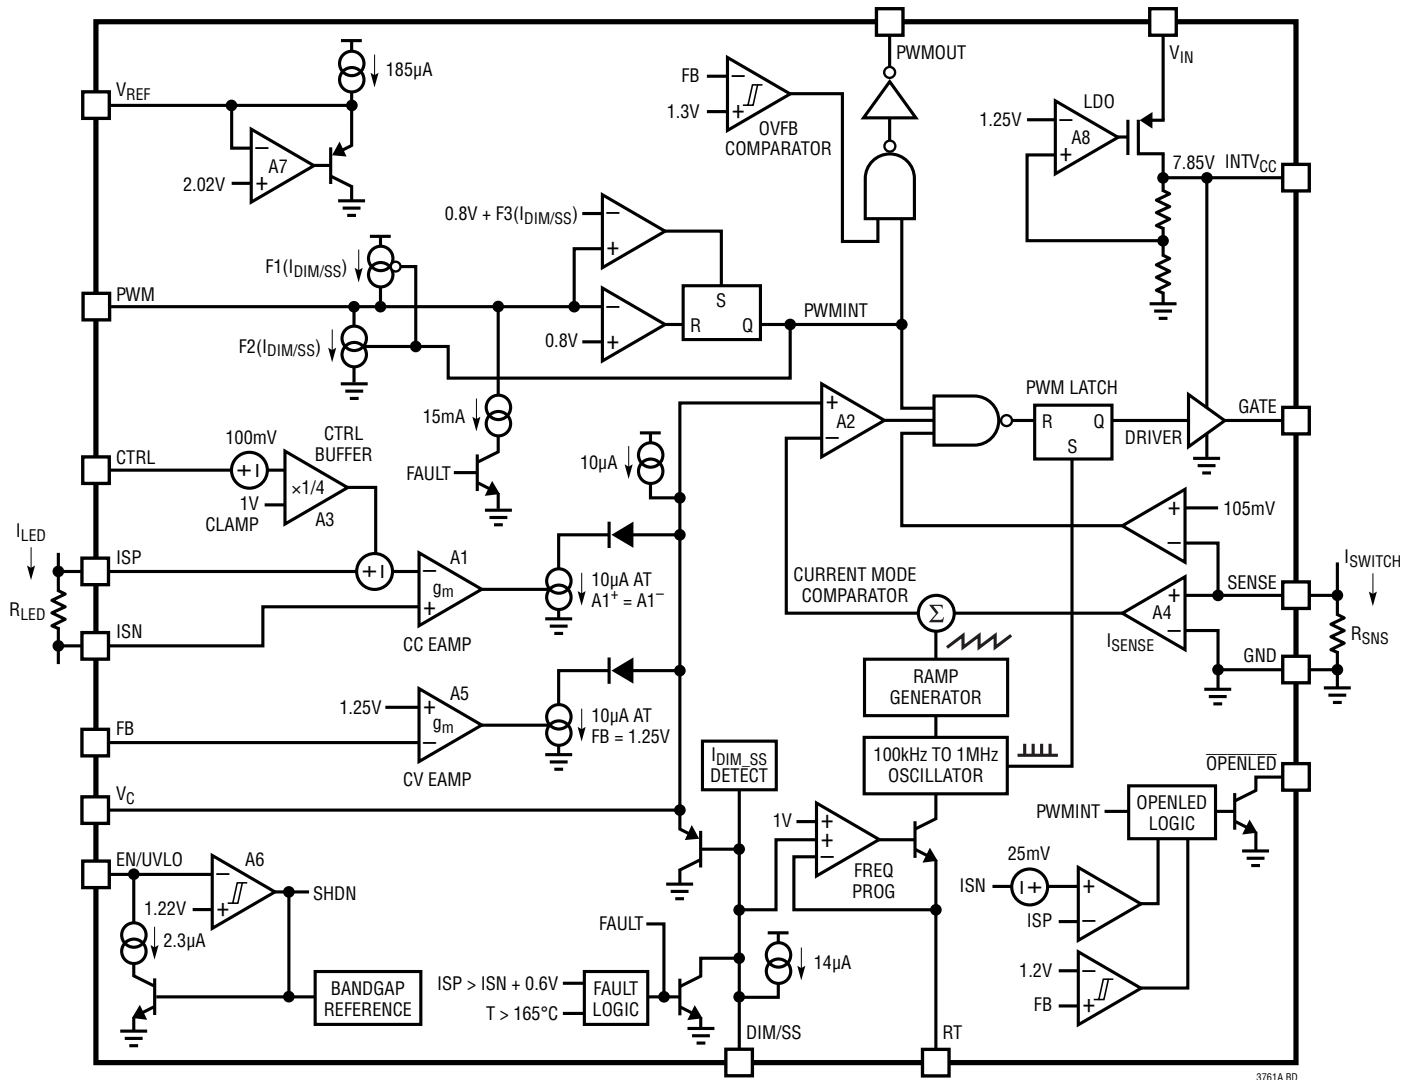 PWMOUT
VIN
185µA
VREF
FB
−
1.3V
+
OVFB
COMPARATOR
LDO
1.25V
−
A8
+
7.85V
INTVCC
−
A7
2.02V
+
0.8V + F3(IDIM/SS)
−
+
F1(IDIM/SS)
PWM
S
−
R
Q
PWMINT
0.8V
+
F2(IDIM/SS)
15mA
FAULT
PWM LATCH
+
A2
−
R
Q
S
DRIVER
GATE
100mV
CTRL
BUFFER
CTRL
+ −
×1/4
1V
CLAMP
A3
10µA
+
105mV
−
ILED
ISP
+ −
A1
−
gm
+
10µA AT
A1+ = A1−
RLED
ISN
CC EAMP
CURRENT MODE
COMPARATOR
Σ
+
A4
−
ISENSE
SENSE
ISWITCH
RSNS
GND
RAMP
GENERATOR
A5
1.25V
+
gm
−
10µA AT
FB = 1.25V
FB
CV EAMP
IDIM_SS
DETECT
100kHz TO 1MHz
OSCILLATOR
OPENLED
VC
PWMINT
OPENLED
LOGIC
1V
+
+
−
FREQ
PROG
EN/UVLO
A6
−
1.22V
+
SHDN
2.3µA
25mV
ISN
− +
+
ISP
−
FAULT
14µA
1.2V
−
FB
+
BANDGAP
REFERENCE
ISP > ISN + 0.6V
T > 165°C
FAULT
LOGIC
DIM/SS
RT
3761A BD